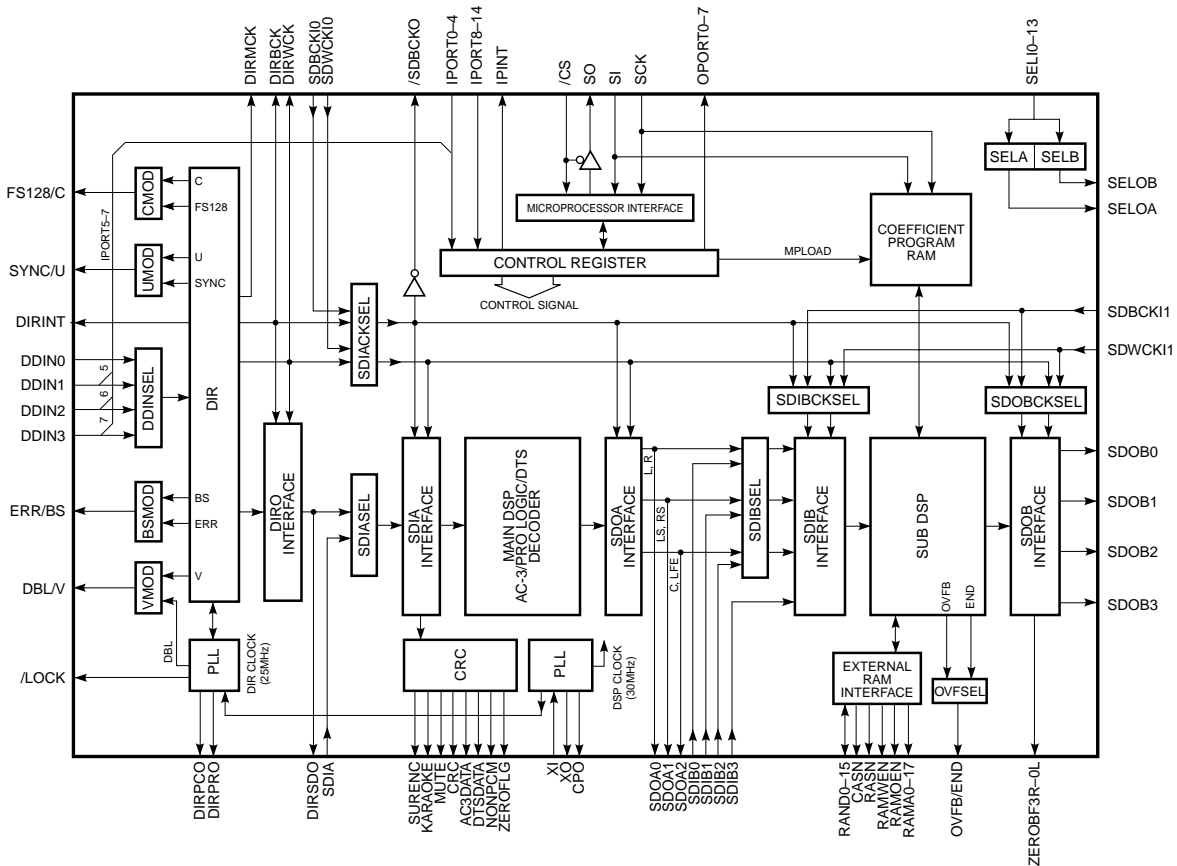 DIRMCK
DIRBCK
DIRWCK
SDBCKI0
SDWCKI0
/SDBCKO
IPORT0–4
IPORT8–14
IPINT
/CS
SO
SI
SCK
OPORT0–7
SELI0–13
SELA
SELB
SELOB
SELOA
FS128/C
CMOD
C
FS128
IPORT5–7
MICROPROCESSOR INTERFACE
COEFFICIENT
PROGRAM
RAM
SYNC/U
UMOD
U
SYNC
CONTROL REGISTER
MPLOAD
CONTROL SIGNAL
DIRINT
SDIACKSEL
SDBCKI1
SDWCKI1
DDIN0
DDIN1
DDIN2
DDIN3
5
6
7
DDINSEL
DIR
SDIBCKSEL
SDOBCKSEL
DIRO
INTERFACE
SDIASEL
SDIA
INTERFACE
MAIN DSP
AC-3/PRO LOGIC/DTS
DECODER
SDOA
INTERFACE
L, R
LS, RS
C, LFE
SDIBSEL
SDIB
INTERFACE
SUB DSP
OVFB
END
SDOB
INTERFACE
SDOB0
SDOB1
SDOB2
SDOB3
ERR/BS
BSMOD
BS
ERR
DBL/V
VMOD
V
DBL
/LOCK
PLL
DIR CLOCK
(25MHz)
CRC
PLL
DSP CLOCK
(30MHz)
EXTERNAL
RAM
INTERFACE
OVFSEL
DIRPCO
DIRPRO
DIRSDO
SDIA
SURENC
KARAOKE
MUTE
CRC
AC3DATA
DTSDATA
NONPCM
ZEROFLG
XI
XO
CPO
SDOA0
SDOA1
SDOA2
SDIB0
SDIB1
SDIB2
SDIB3
RAND0–15
CASN
RASN
RAMWEN
RAMOEN
RAMA0–17
OVFB/END
ZEROBF3R–0L